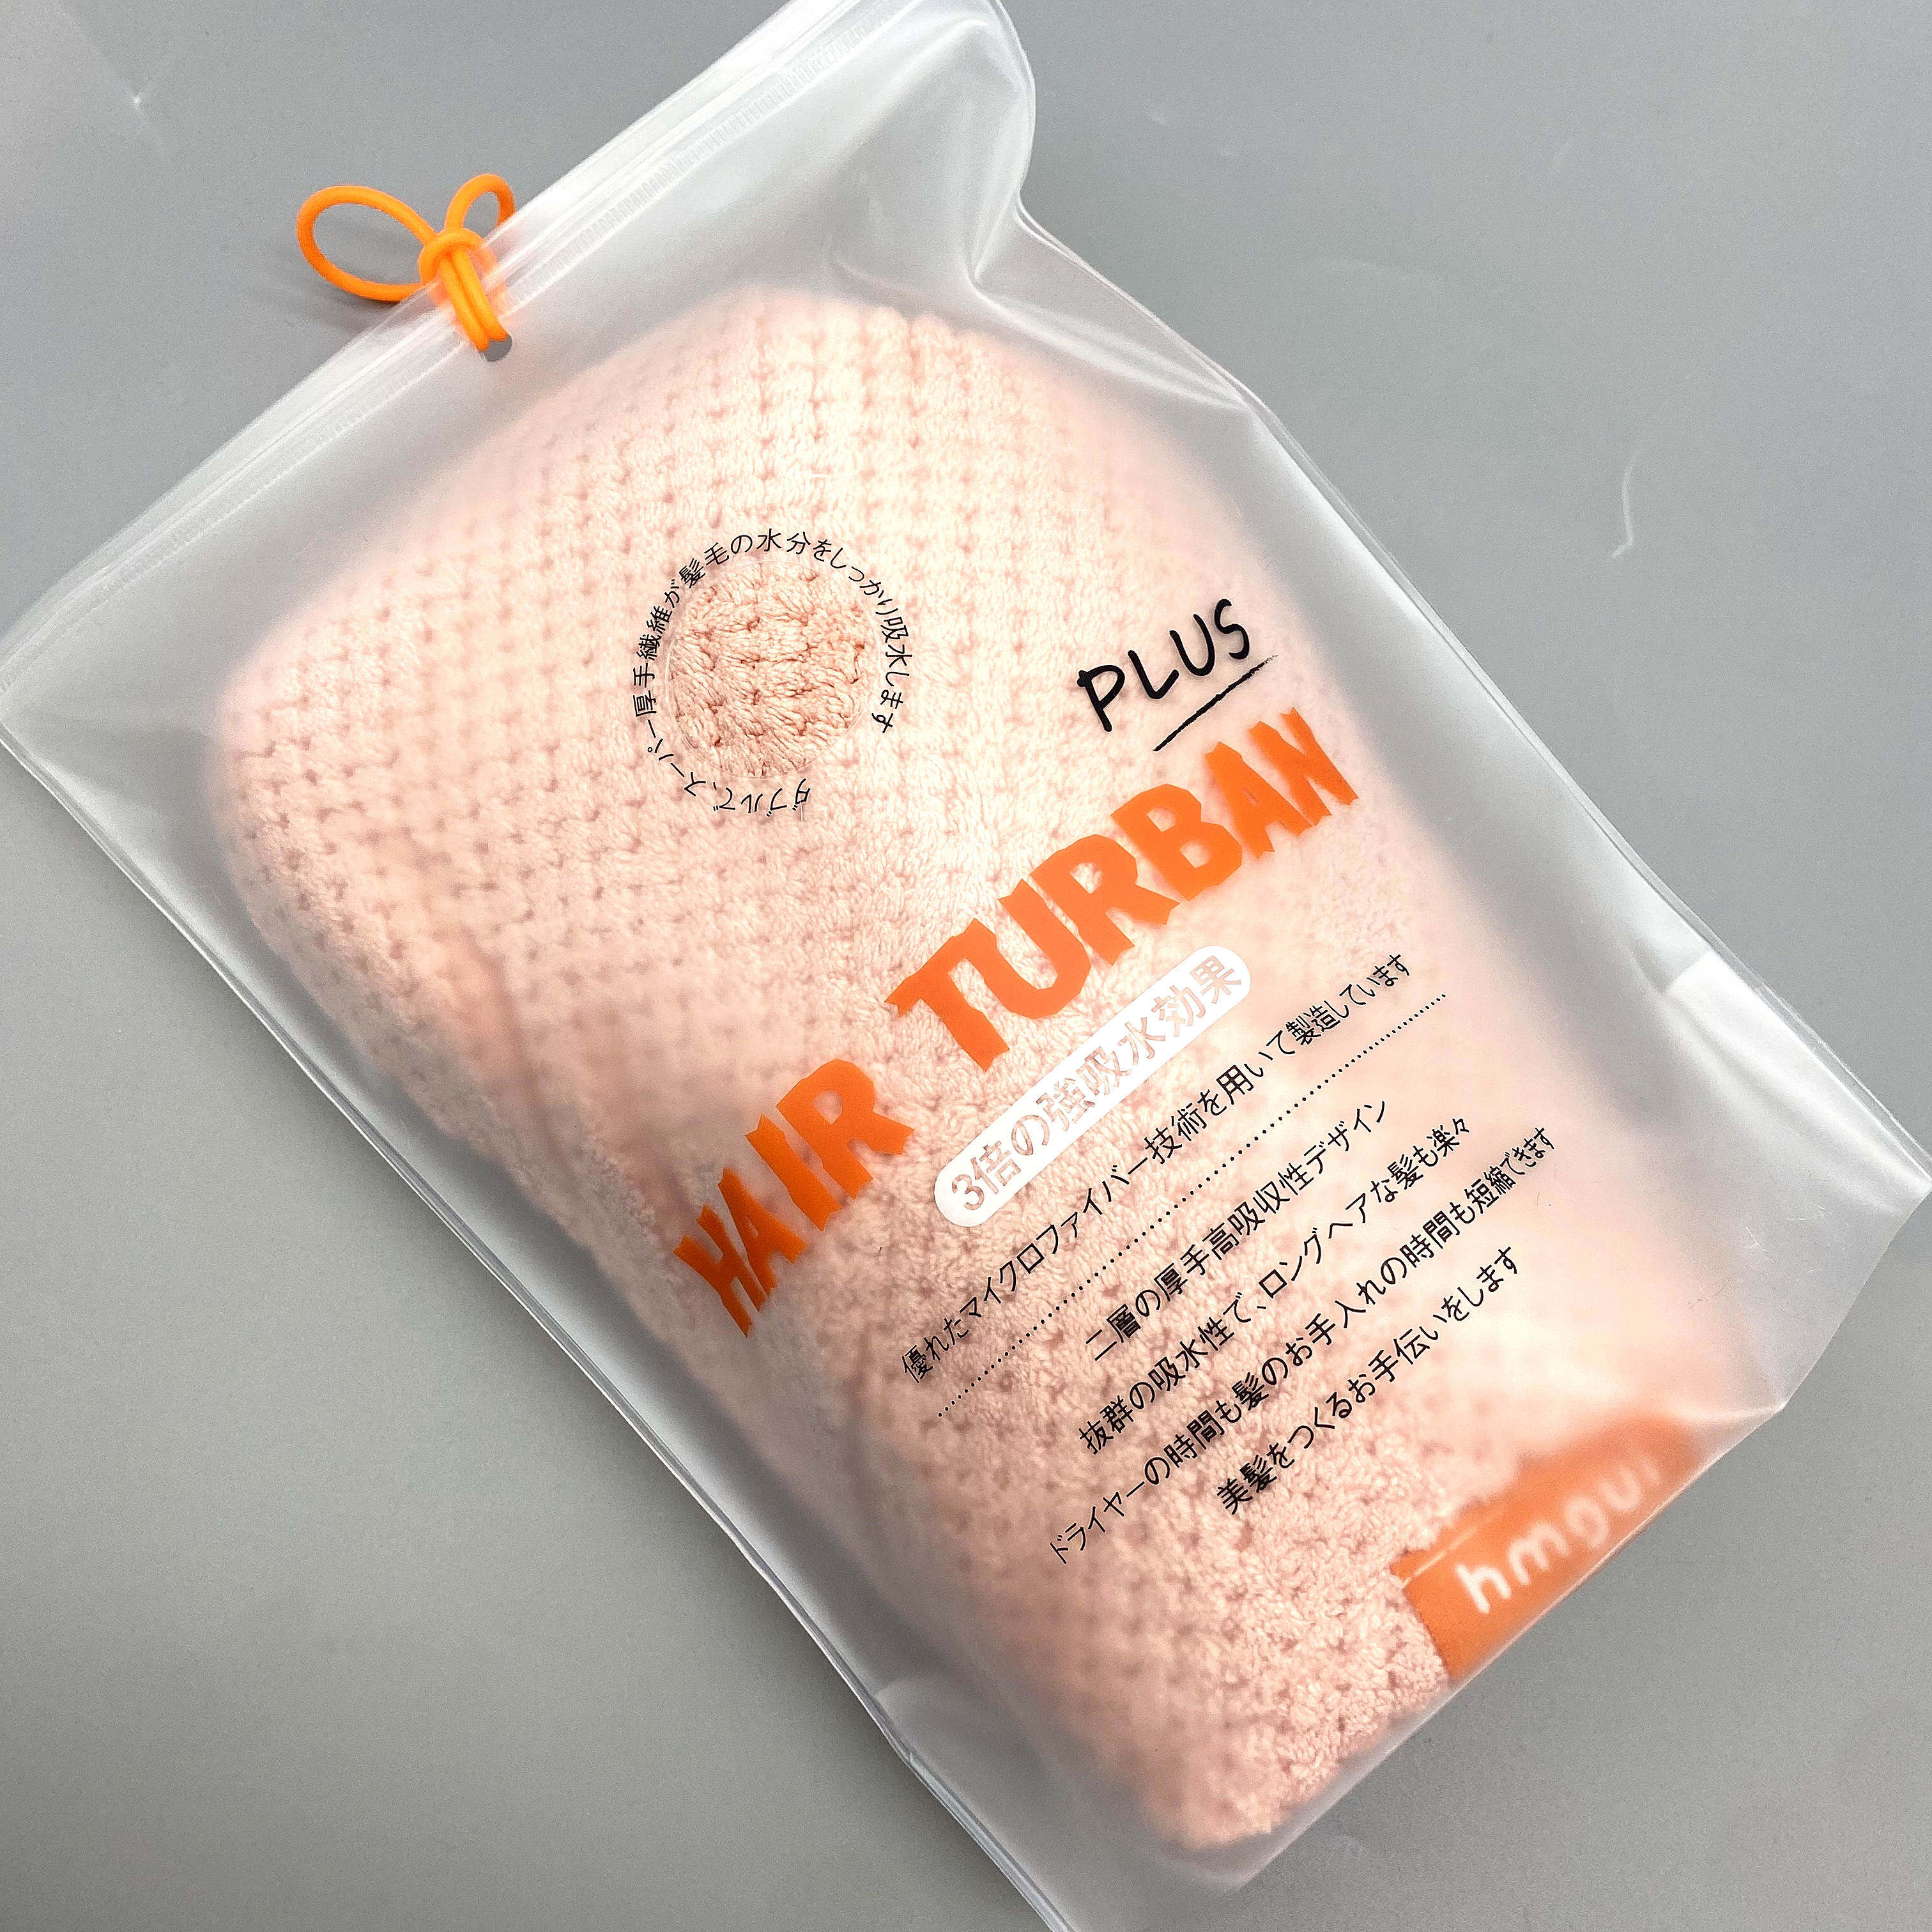 ダブルで、スーパー厚手繊維が髪毛の水分をしっかり吸水します
PLUS
HAIR TURBAN
3倍の強吸水効果
優れたマイクロファイバー技術を用いて製造しています
二層の厚手高吸収性デザイン
抜群の吸水性で、ロングヘアな髪も楽々
ドライヤーの時間も髪のお手入れの時間も短縮できます
美髪をつくるお手伝いをします
hmgui